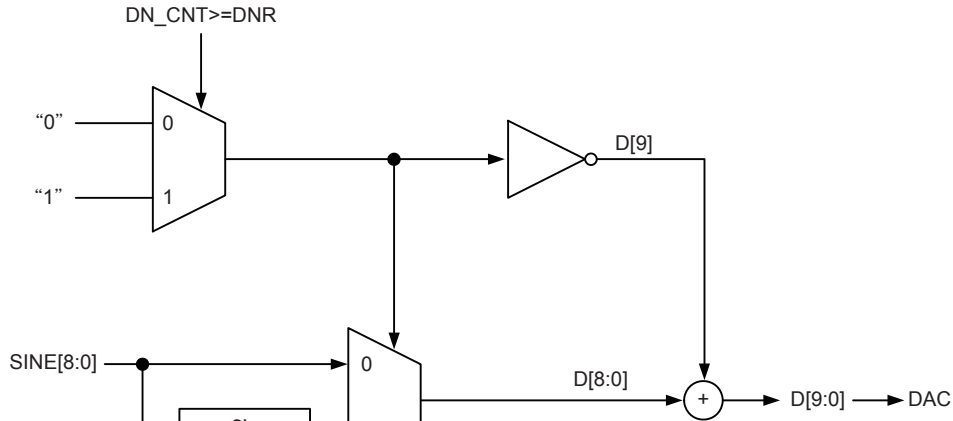 DN_CNT>=DNR
“0”
0
D[9]
“1”
1
SINE[8:0]
0
D[8:0]
+
D[9:0]
DAC